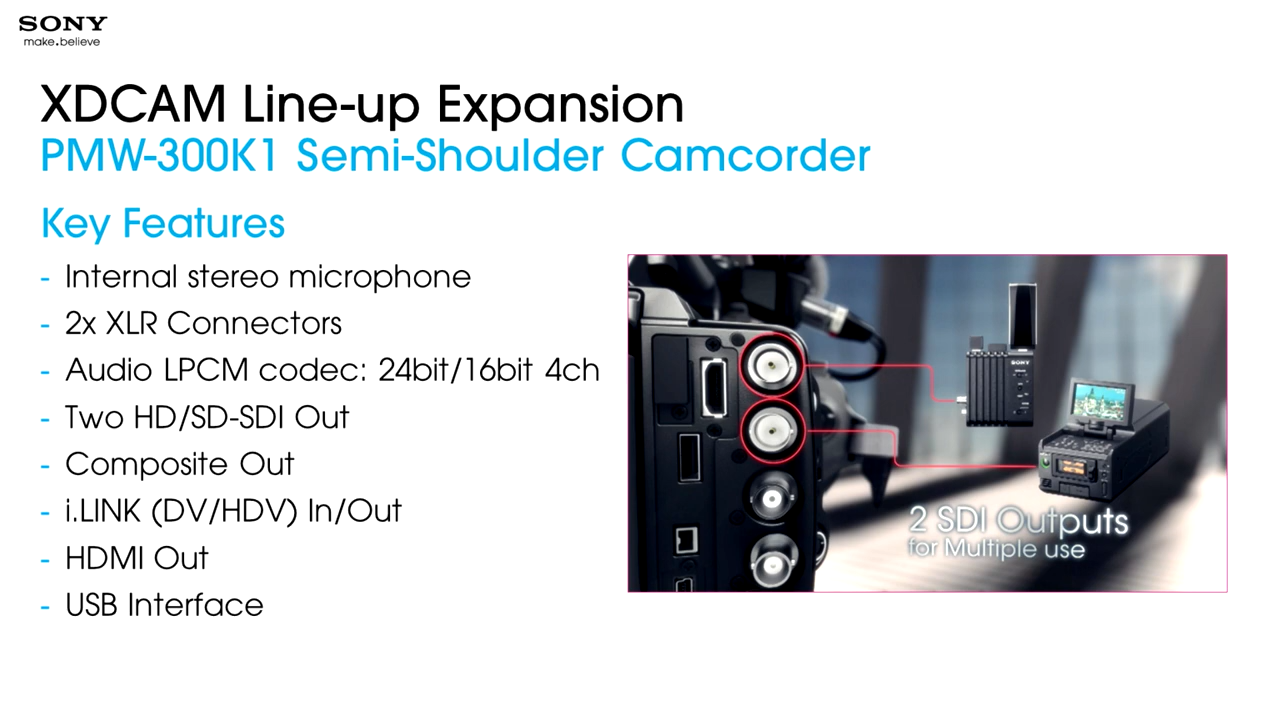 SONY
make.believe
XDCAM Line-up Expansion
PMW-300K1 Semi-Shoulder Camcorder
Key Features
- Internal stereo microphone
- 2x XLR Connectors
- Audio LPCM codec: 24bit/16bit 4ch
- Two HD/SD-SDI Out
- Composite Out
- i.LINK (DV/HDV) In/Out
- HDMI Out
- USB Interface
SONY
2 SDI Outputs
for Multiple use